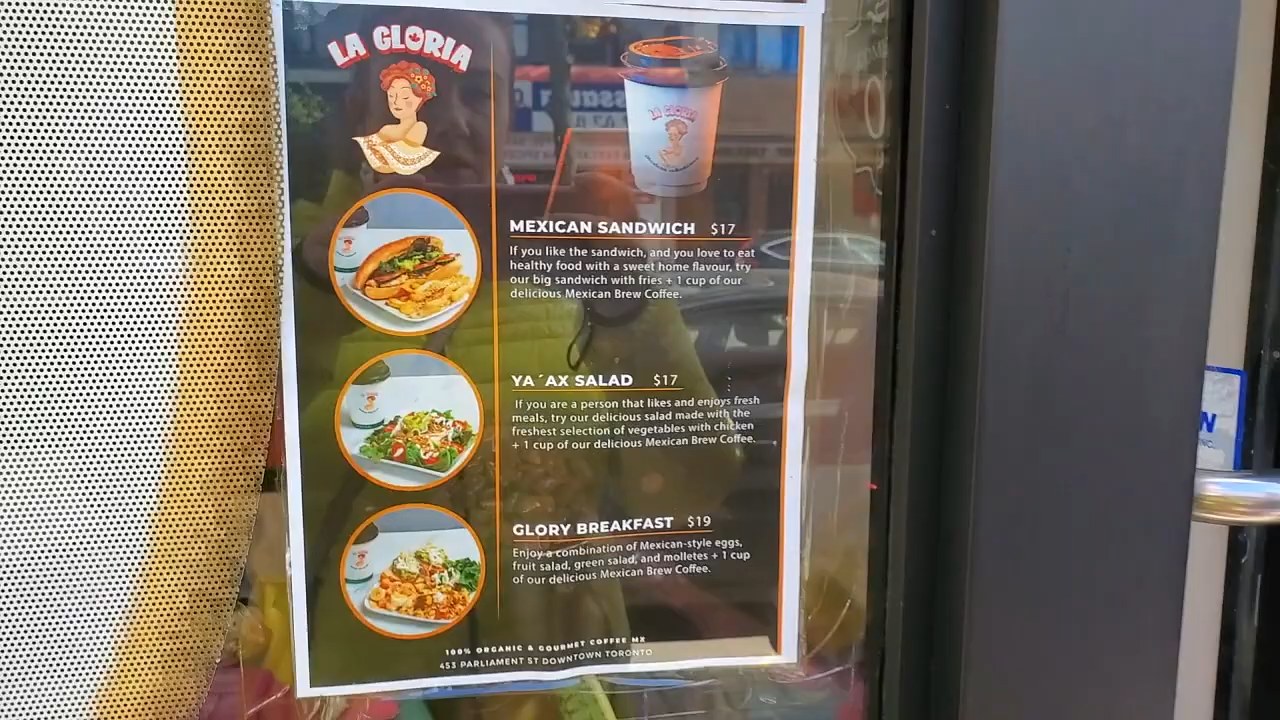 LA GLORIA
LA GLORIA
MEXICAN SANDWICH $17
If you like the sandwich, and you love to eat
healthy food with a sweet home flavour, try
our big sandwich with fries + 1 cup of our
delicious Mexican Brew Coffee.
YA´AX SALAD $17
If you are a person that likes and enjoys fresh
meals, try our delicious salad made with the
freshest selection of vegetables with chicken
+ 1 cup of our delicious Mexican Brew Coffee.
GLORY BREAKFAST $19
Enjoy a combination of Mexican-style eggs,
fruit salad, green salad, and molletes + 1 cup
of our delicious Mexican Brew Coffee.
100% ORGANIC & GOURMET COFFEE MX
453 PARLIAMENT ST DOWNTOWN TORONTO